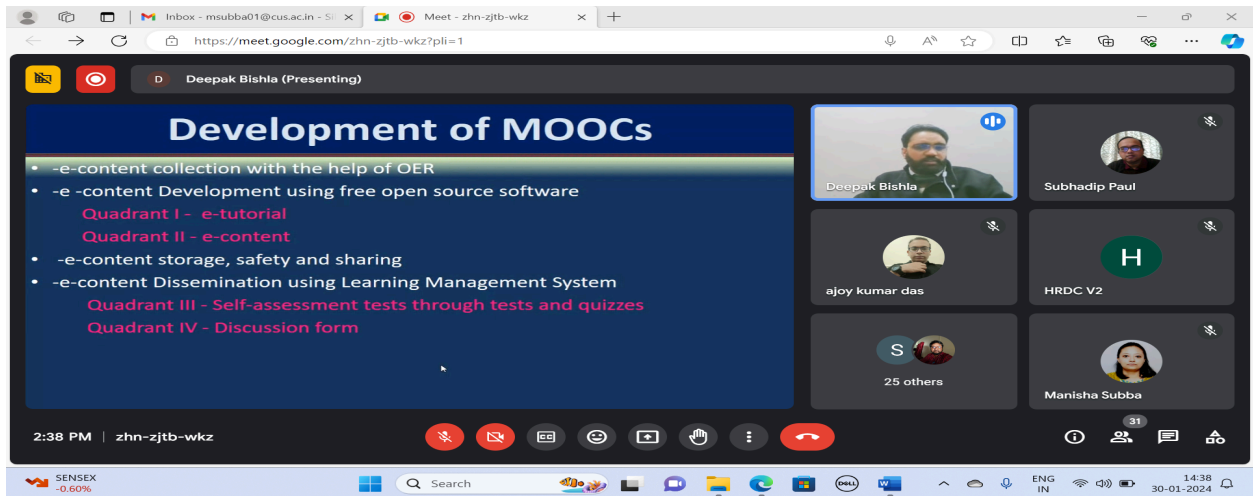 Inbox - msubba01@cus.ac.in - Si
Meet - zhn-zjtb-wkz
https://meet.google.com/zhn-zjtb-wkz?pli=1
D Deepak Bishla (Presenting)
Development of MOOCs
• -e-content collection with the help of OER
• -e -content Development using free open source software
Quadrant I - e-tutorial
Quadrant II - e-content
• -e-content storage, safety and sharing
• -e-content Dissemination using Learning Management System
Quadrant III - Self-assessment tests through tests and quizzes
Quadrant IV - Discussion form
Deepak Bishla
Subhadip Paul
ajoy kumar das
H
HRDC V2
S
25 others
Manisha Subba
2:38 PM | zhn-zjtb-wkz
CC
31
SENSEX
-0.60%
Search
DELL
W
ENG
IN
14:38
30-01-2024